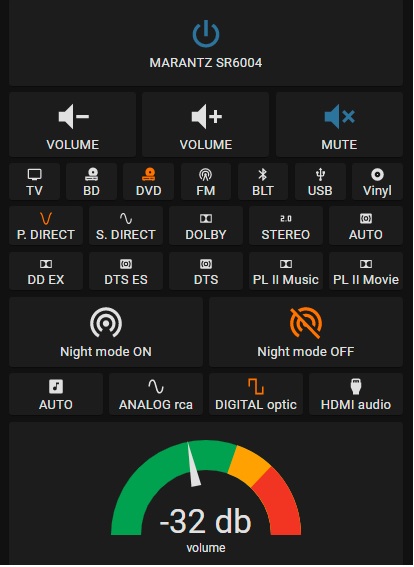 MARANTZ SR6004
VOLUME VOLUME MUTE
TV BD DVD FM BLT USB Vinyl
2.0
P. DIRECT S. DIRECT DOLBY STEREO AUTO
DD EX DTS ES DTS PL II Music PL II Movie
Night mode ON Night mode OFF
AUTO ANALOG rca DIGITAL optic HDMI audio
-32 db
volume